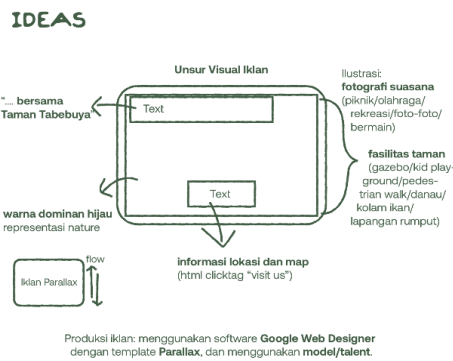 IDEAS
Unsur Visual Iklan
".... bersama
Taman Tabebuya"
Text
Ilustrasi:
fotografi suasana
(piknik/olahraga/
rekreasi/foto-foto/
bermain)
fasilitas taman
(gazebo/kid play-
ground/pedes-
trian walk/danau/
kolam ikan/
lapangan rumput)
Text
warna dominan hijau
representasi nature
informasi lokasi dan map
(html clicktag "visit us")
flow
Iklan Parallax
Produksi iklan: menggunakan software Google Web Designer
dengan template Parallax, dan menggunakan model/talent.